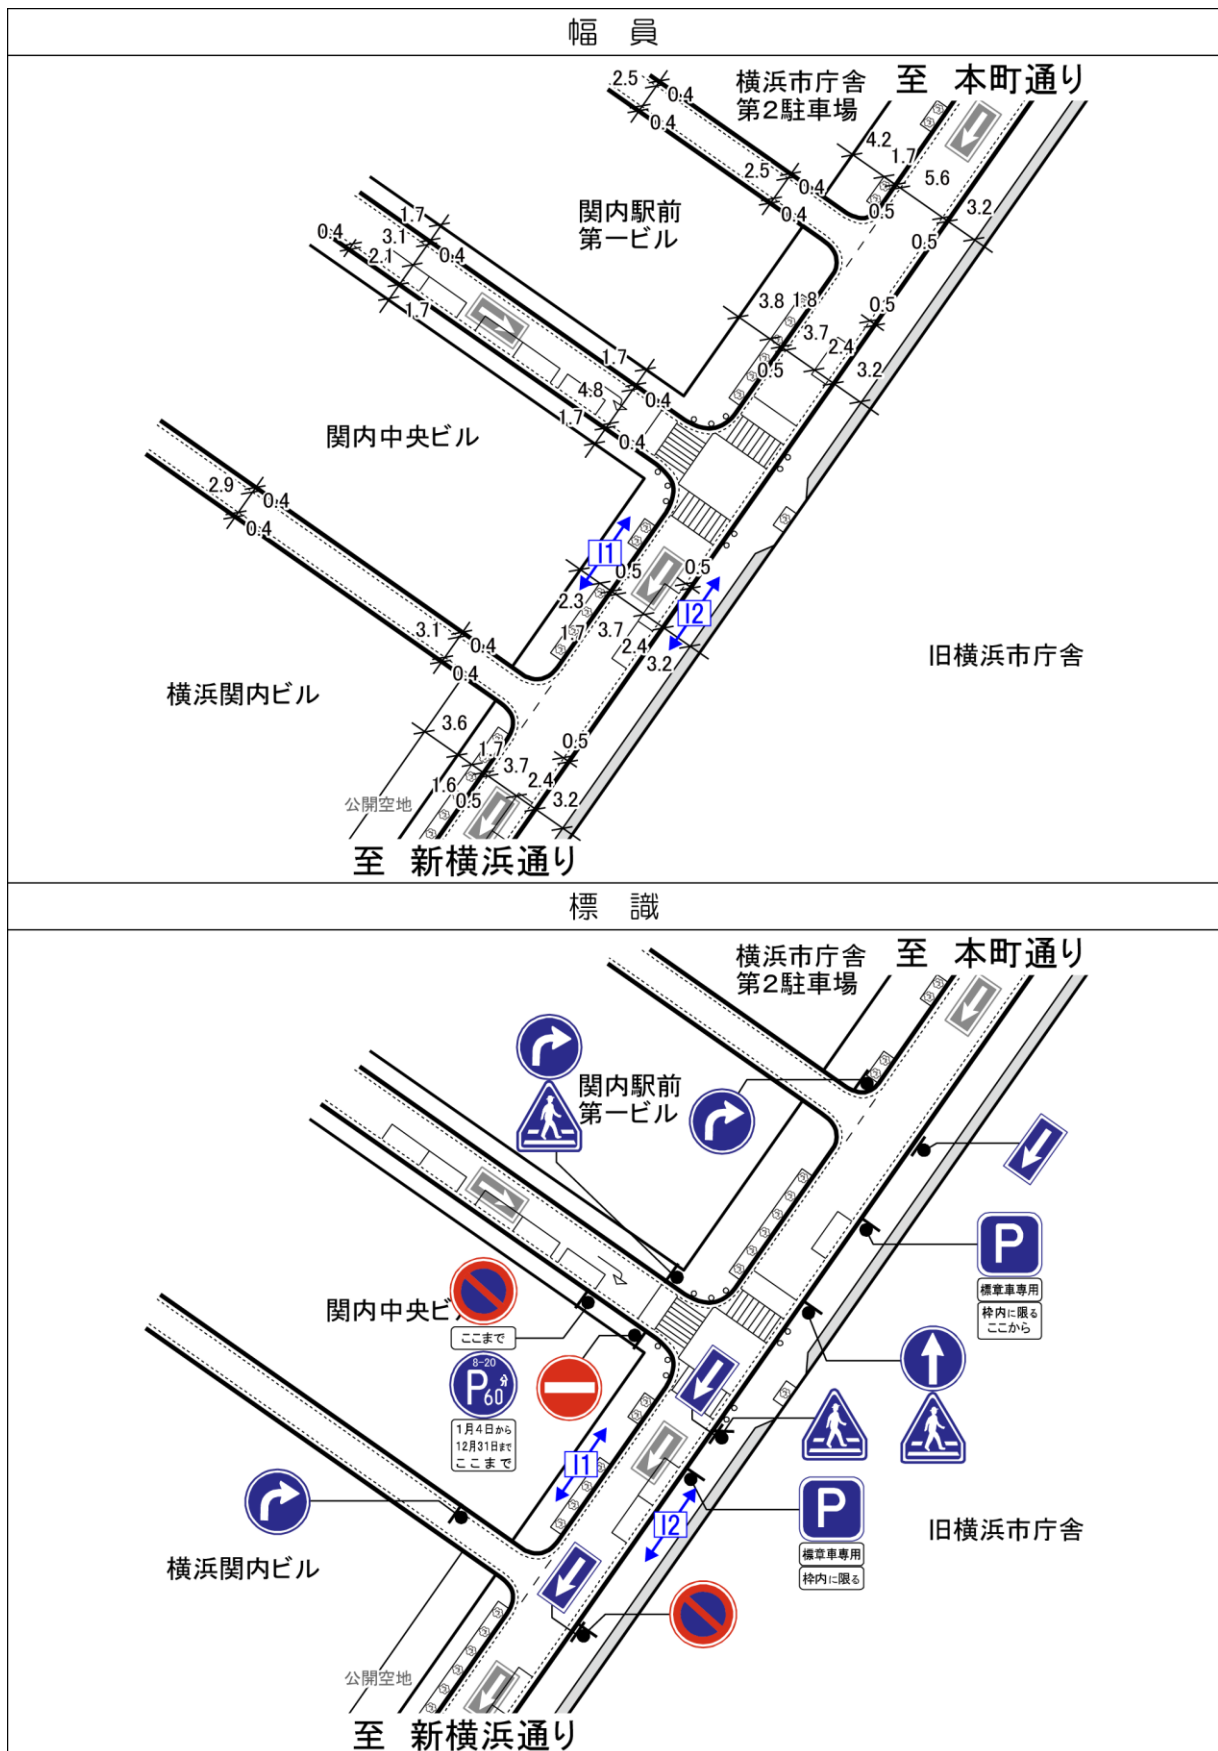 幅 員
横浜市庁舎
第2駐車場
至 本町通り
2.5
0.4
0.4
4.2
1.7
5.6
2.5
0.4
0.4
0.5
3.2
0.5
関内駅前
第一ビル
1.7
3.1
0.4
0.4
2.1
1.7
3.8
1.8
0.5
3.7
2.4
0.5
3.2
1.7
4.8
0.4
1.7
0.4
関内中央ビル
2.9
0.4
0.4
I1
0.5
0.5
2.3
I2
1.7
3.7
2.4
3.2
3.1
0.4
0.4
旧横浜市庁舎
横浜関内ビル
3.6
1.7
3.7
0.5
2.4
1.6
0.5
3.2
公開空地
至 新横浜通り
標 識
横浜市庁舎
第2駐車場
至 本町通り
関内駅前
第一ビル
P
標章車専用
枠内に限る
ここから
関内中央ビ
ここまで
8-20
P60分
1月4日から
12月31日まで
ここまで
I1
P
I2
標章車専用
枠内に限る
旧横浜市庁舎
横浜関内ビル
公開空地
至 新横浜通り